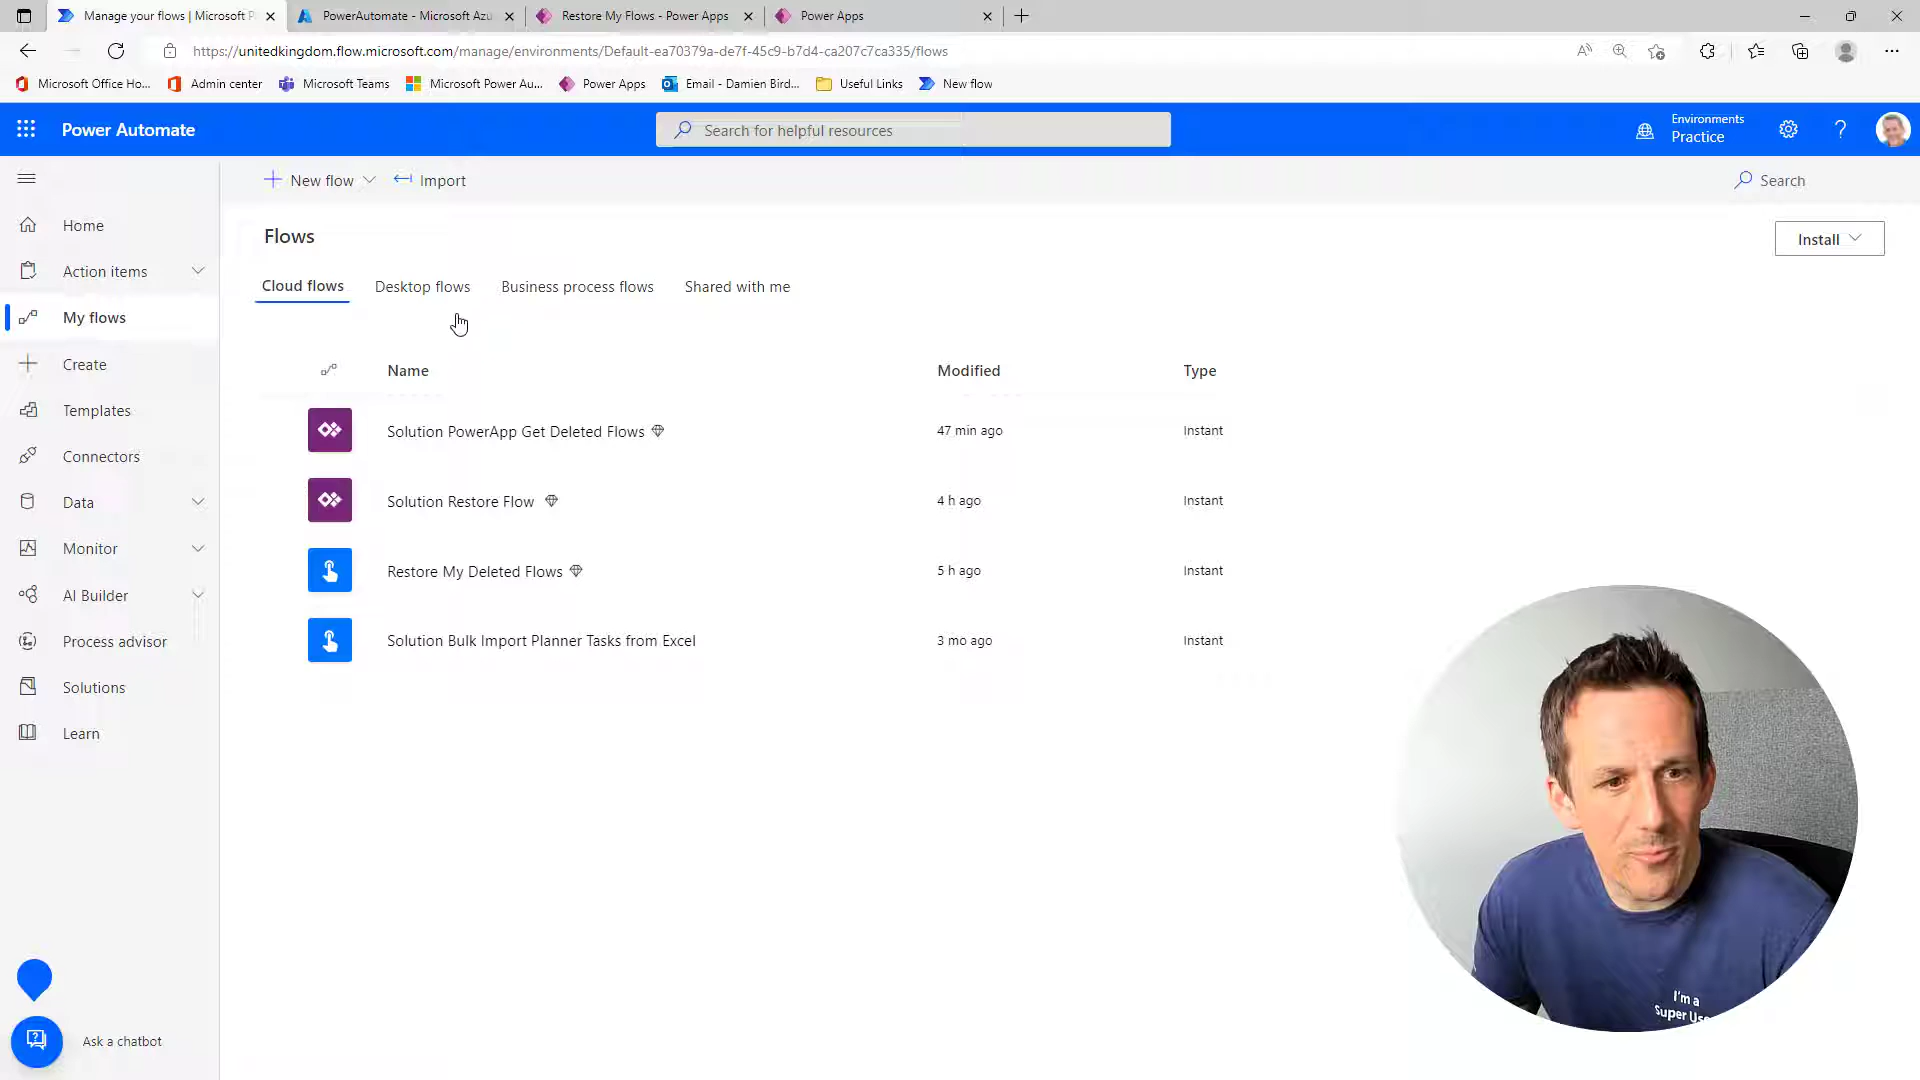 Manage your flows | Microsoft P
PowerAutomate - Microsoft Azu
Restore My Flows - Power Apps
Power Apps
https://unitedkingdom.flow.microsoft.com/manage/environments/Default-ea70379a-de7f-45c9-b7d4-ca207c7ca335/flows
Microsoft Office Ho...
Admin center
Microsoft Teams
Microsoft Power Au...
Power Apps
Email - Damien Bird...
Useful Links
New flow
Power Automate
Search for helpful resources
Environments
Practice
New flow
Import
Search
Home
Action items
My flows
Create
Templates
Connectors
Data
Monitor
AI Builder
Process advisor
Solutions
Learn
Ask a chatbot
Flows
Install
Cloud flows
Desktop flows
Business process flows
Shared with me
Name Modified Type
Solution PowerApp Get Deleted Flows 47 min ago Instant
Solution Restore Flow 4 h ago Instant
Restore My Deleted Flows 5 h ago Instant
Solution Bulk Import Planner Tasks from Excel 3 mo ago Instant
I'm a
Super Us